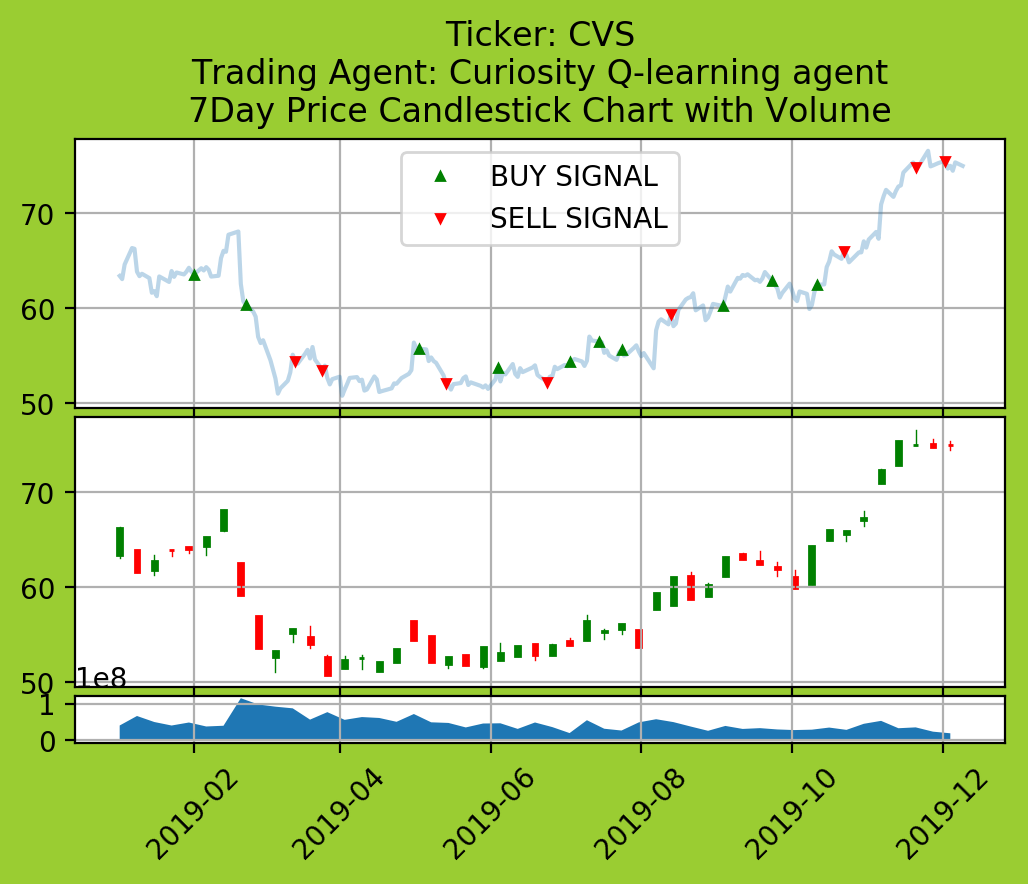 Ticker: CVS
Trading Agent: Curiosity Q-learning agent
7Day Price Candlestick Chart with Volume
BUY SIGNAL
SELL SIGNAL
70
60
50
70
60
50
1e8
1
0
2019-02
2019-04
2019-06
2019-08
2019-10
2019-12